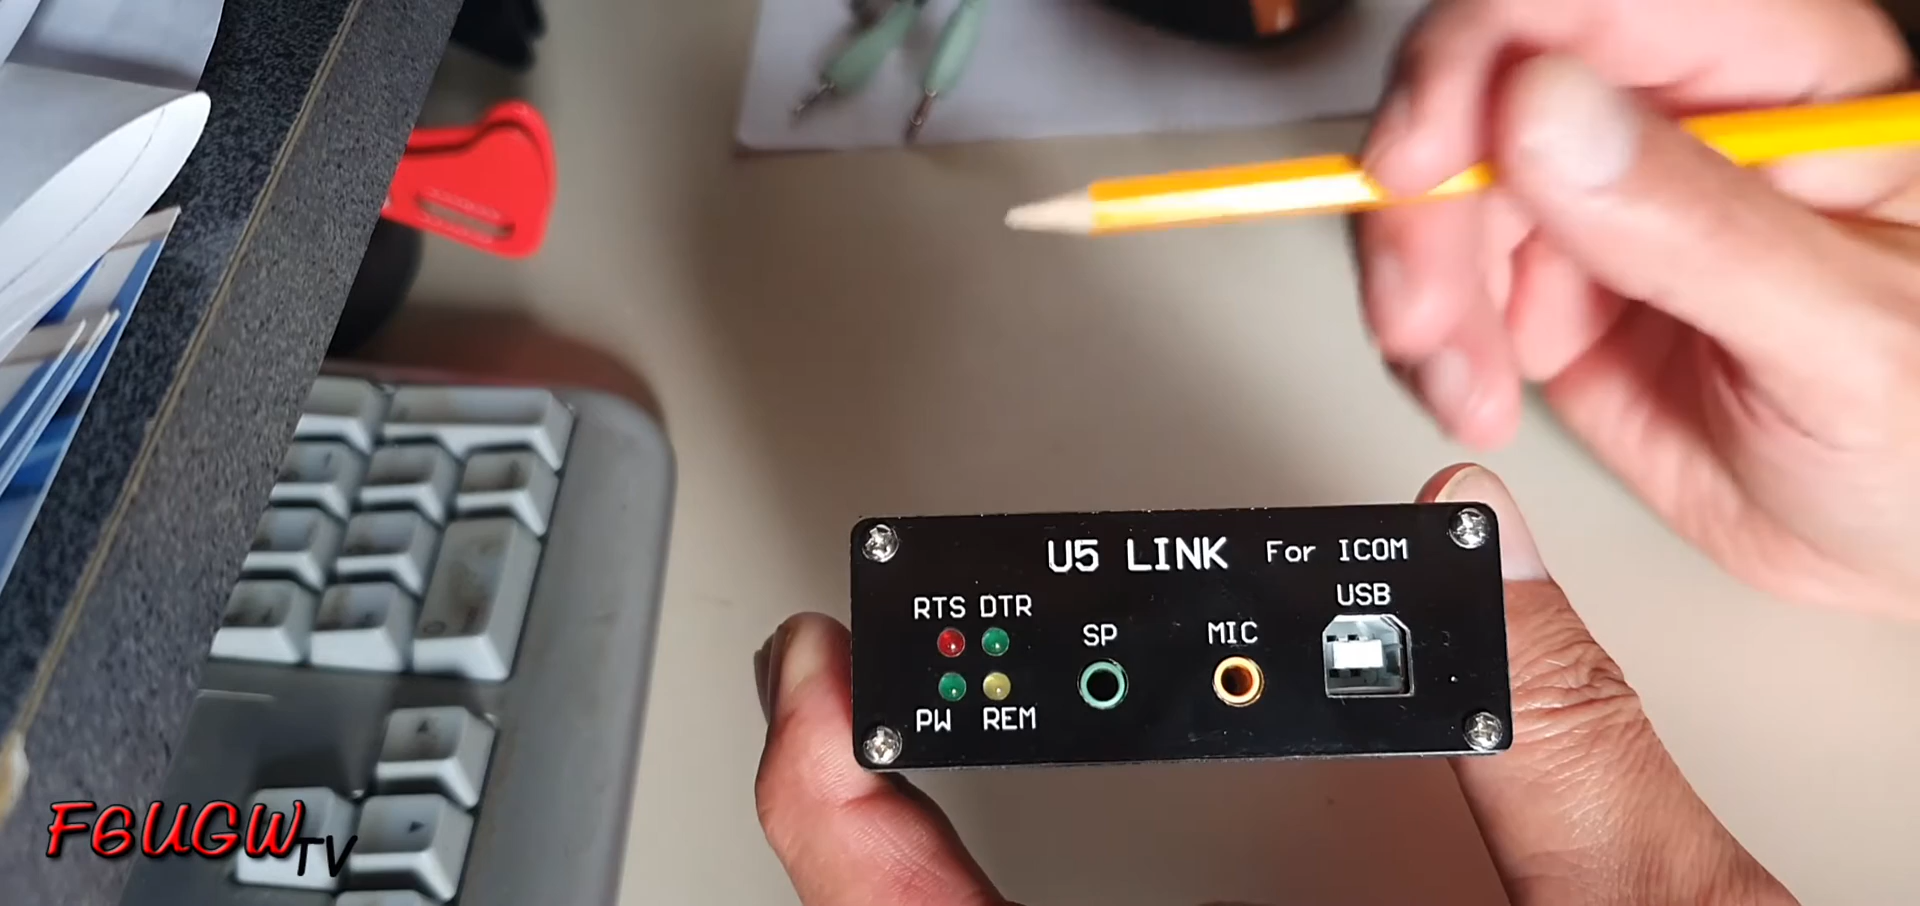 U5 LINK For ICOM
RTS DTR
SP
MIC
USB
PW REM
F6UGW TV